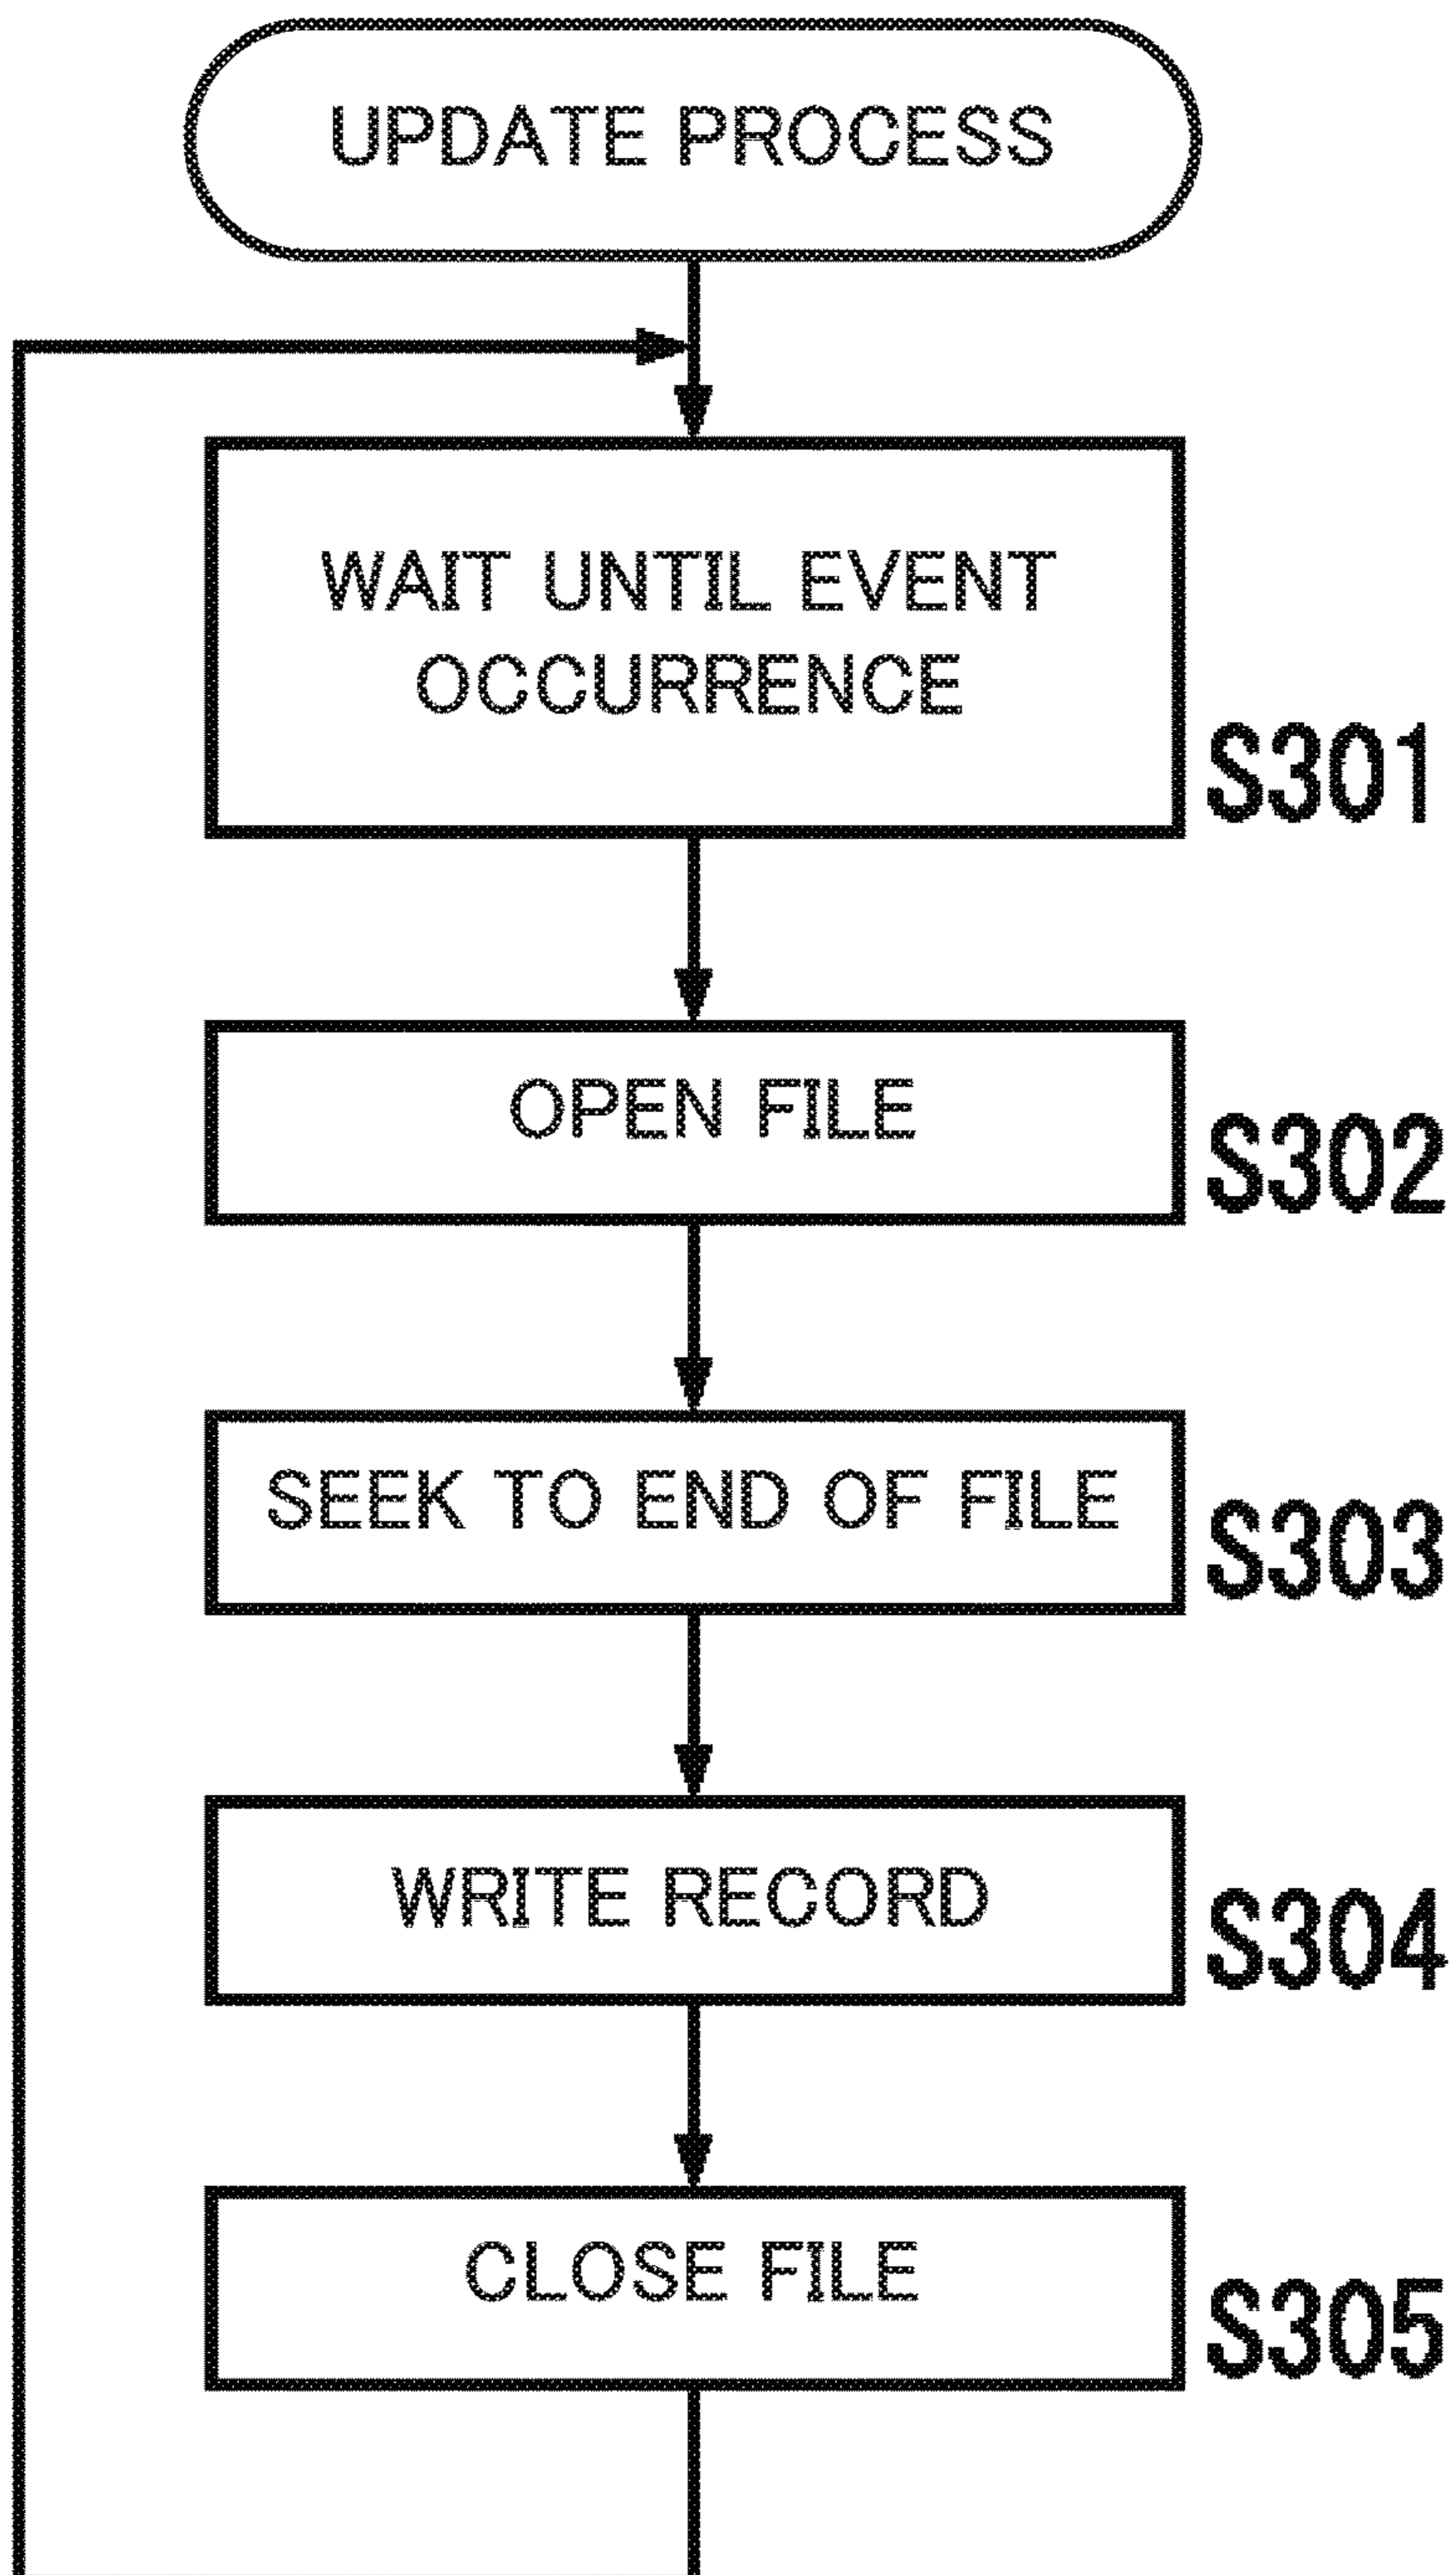 UPDATE PROCESS
WAIT UNTIL EVENT
OCCURRENCE
S301
OPEN FILE
S302
SEEK TO END OF FILE
S303
WRITE RECORD
S304
CLOSE FILE
S305